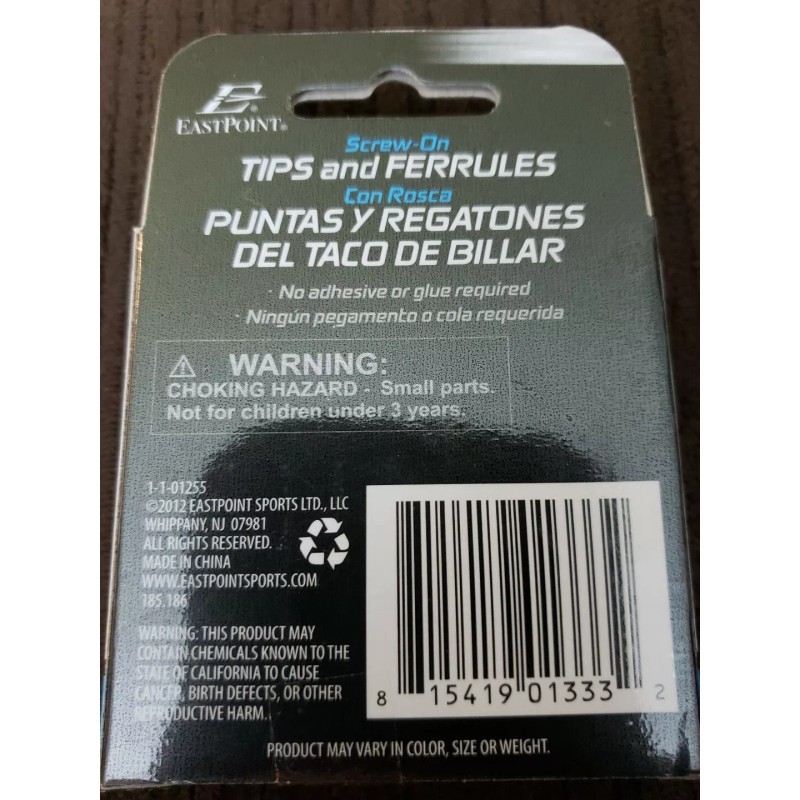 EASTPOINT®
Screw-On
TIPS and FERRULES
Con Rosca
PUNTAS Y REGATONES
DEL TACO DE BILLAR
· No adhesive or glue required
· Ningún pegamento o cola requerida
WARNING:
CHOKING HAZARD - Small parts.
Not for children under 3 years.
1-1-01255
©2012 EASTPOINT SPORTS LTD., LLC
WHIPPANY, NJ 07981
ALL RIGHTS RESERVED.
MADE IN CHINA
WWW.EASTPOINTSPORTS.COM
185.186
WARNING: THIS PRODUCT MAY
CONTAIN CHEMICALS KNOWN TO THE
STATE OF CALIFORNIA TO CAUSE
CANCER, BIRTH DEFECTS, OR OTHER
REPRODUCTIVE HARM.
8 15419 01333 2
PRODUCT MAY VARY IN COLOR, SIZE OR WEIGHT.